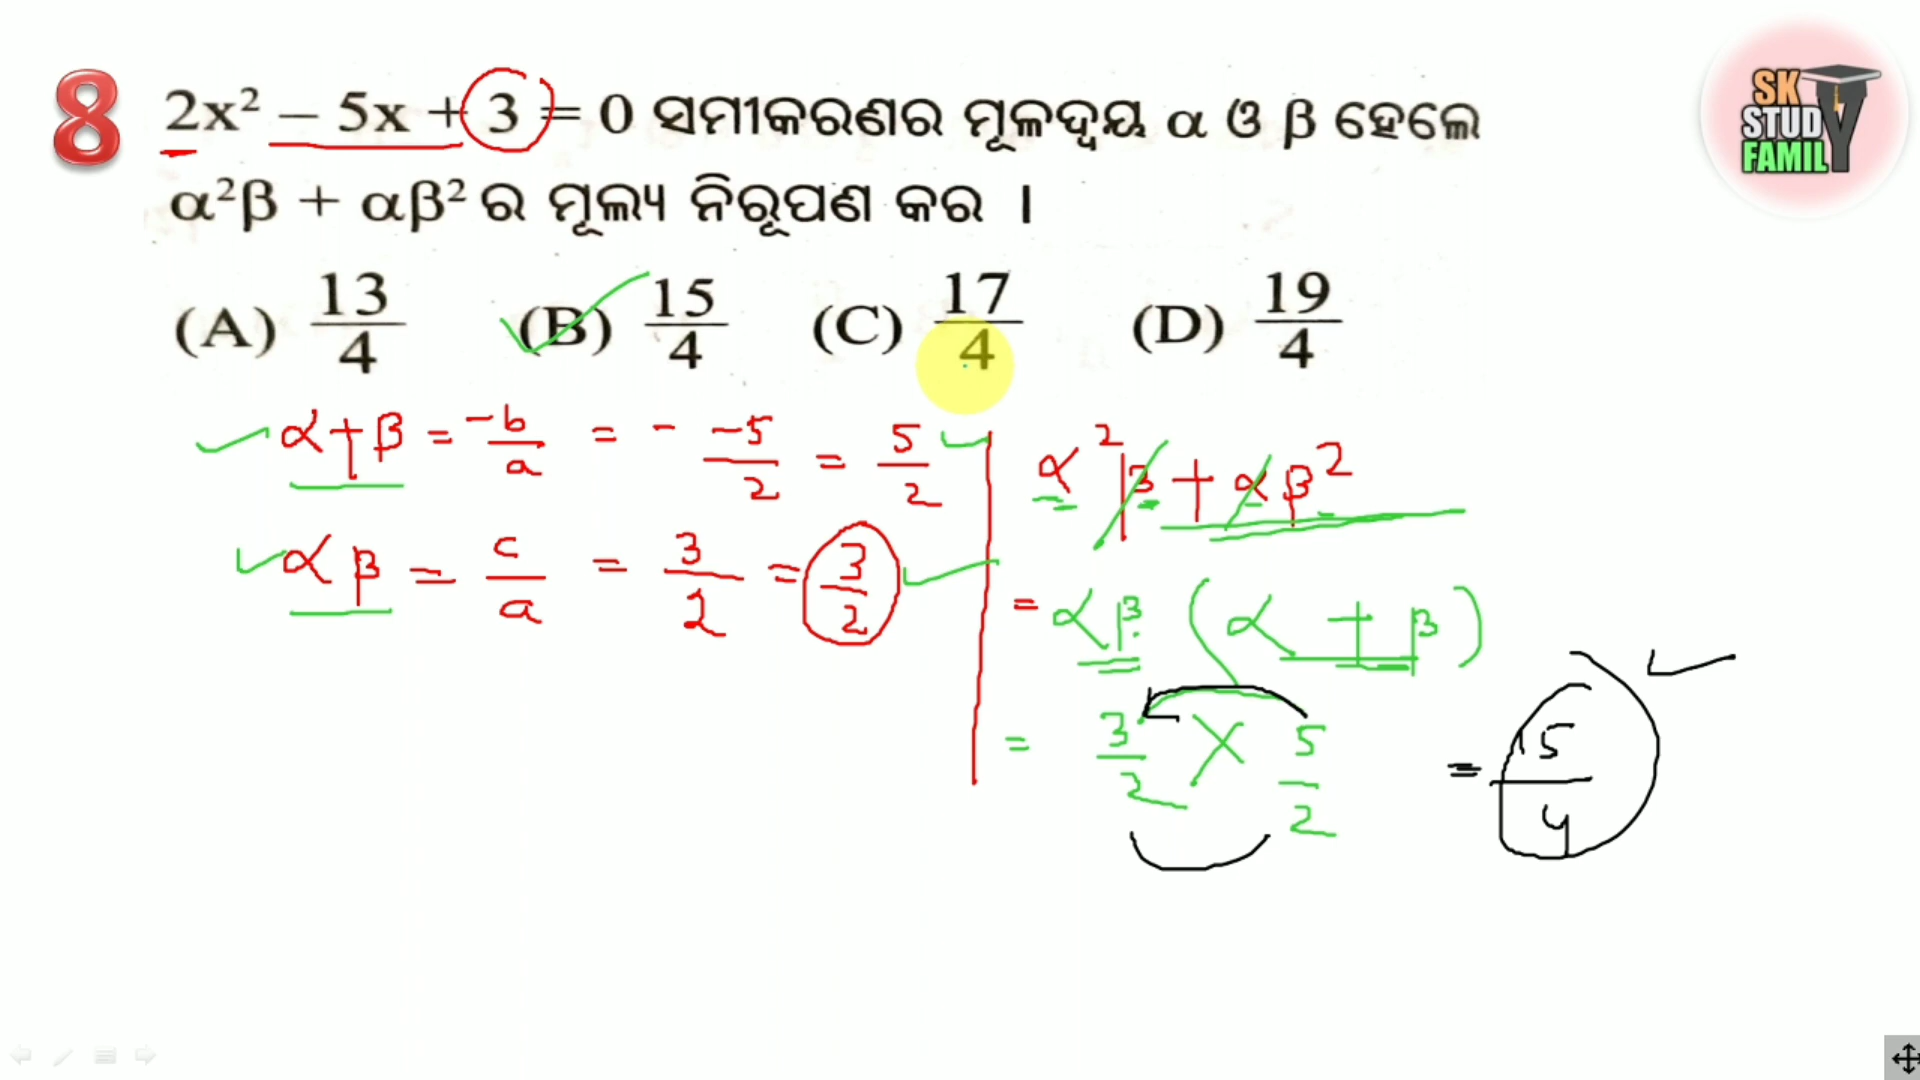 8 2x² – 5x + 3 = 0 ସମୀକରଣର ମୂଳଦ୍ୱୟ α ଓ β ହେଲେ
α²β + αβ² ର ମୂଲ୍ୟ ନିରୂପଣ କର ।
(A) 13/4 (B) 15/4 (C) 17/4 (D) 19/4
α+β = -b/a = - -5/2 = 5/2
αβ = c/a = 3/2 = 3/2
α²β + αβ²
= αβ (α + β)
= 3/2 × 5/2 = 15/4
SK
STUDY
FAMILY